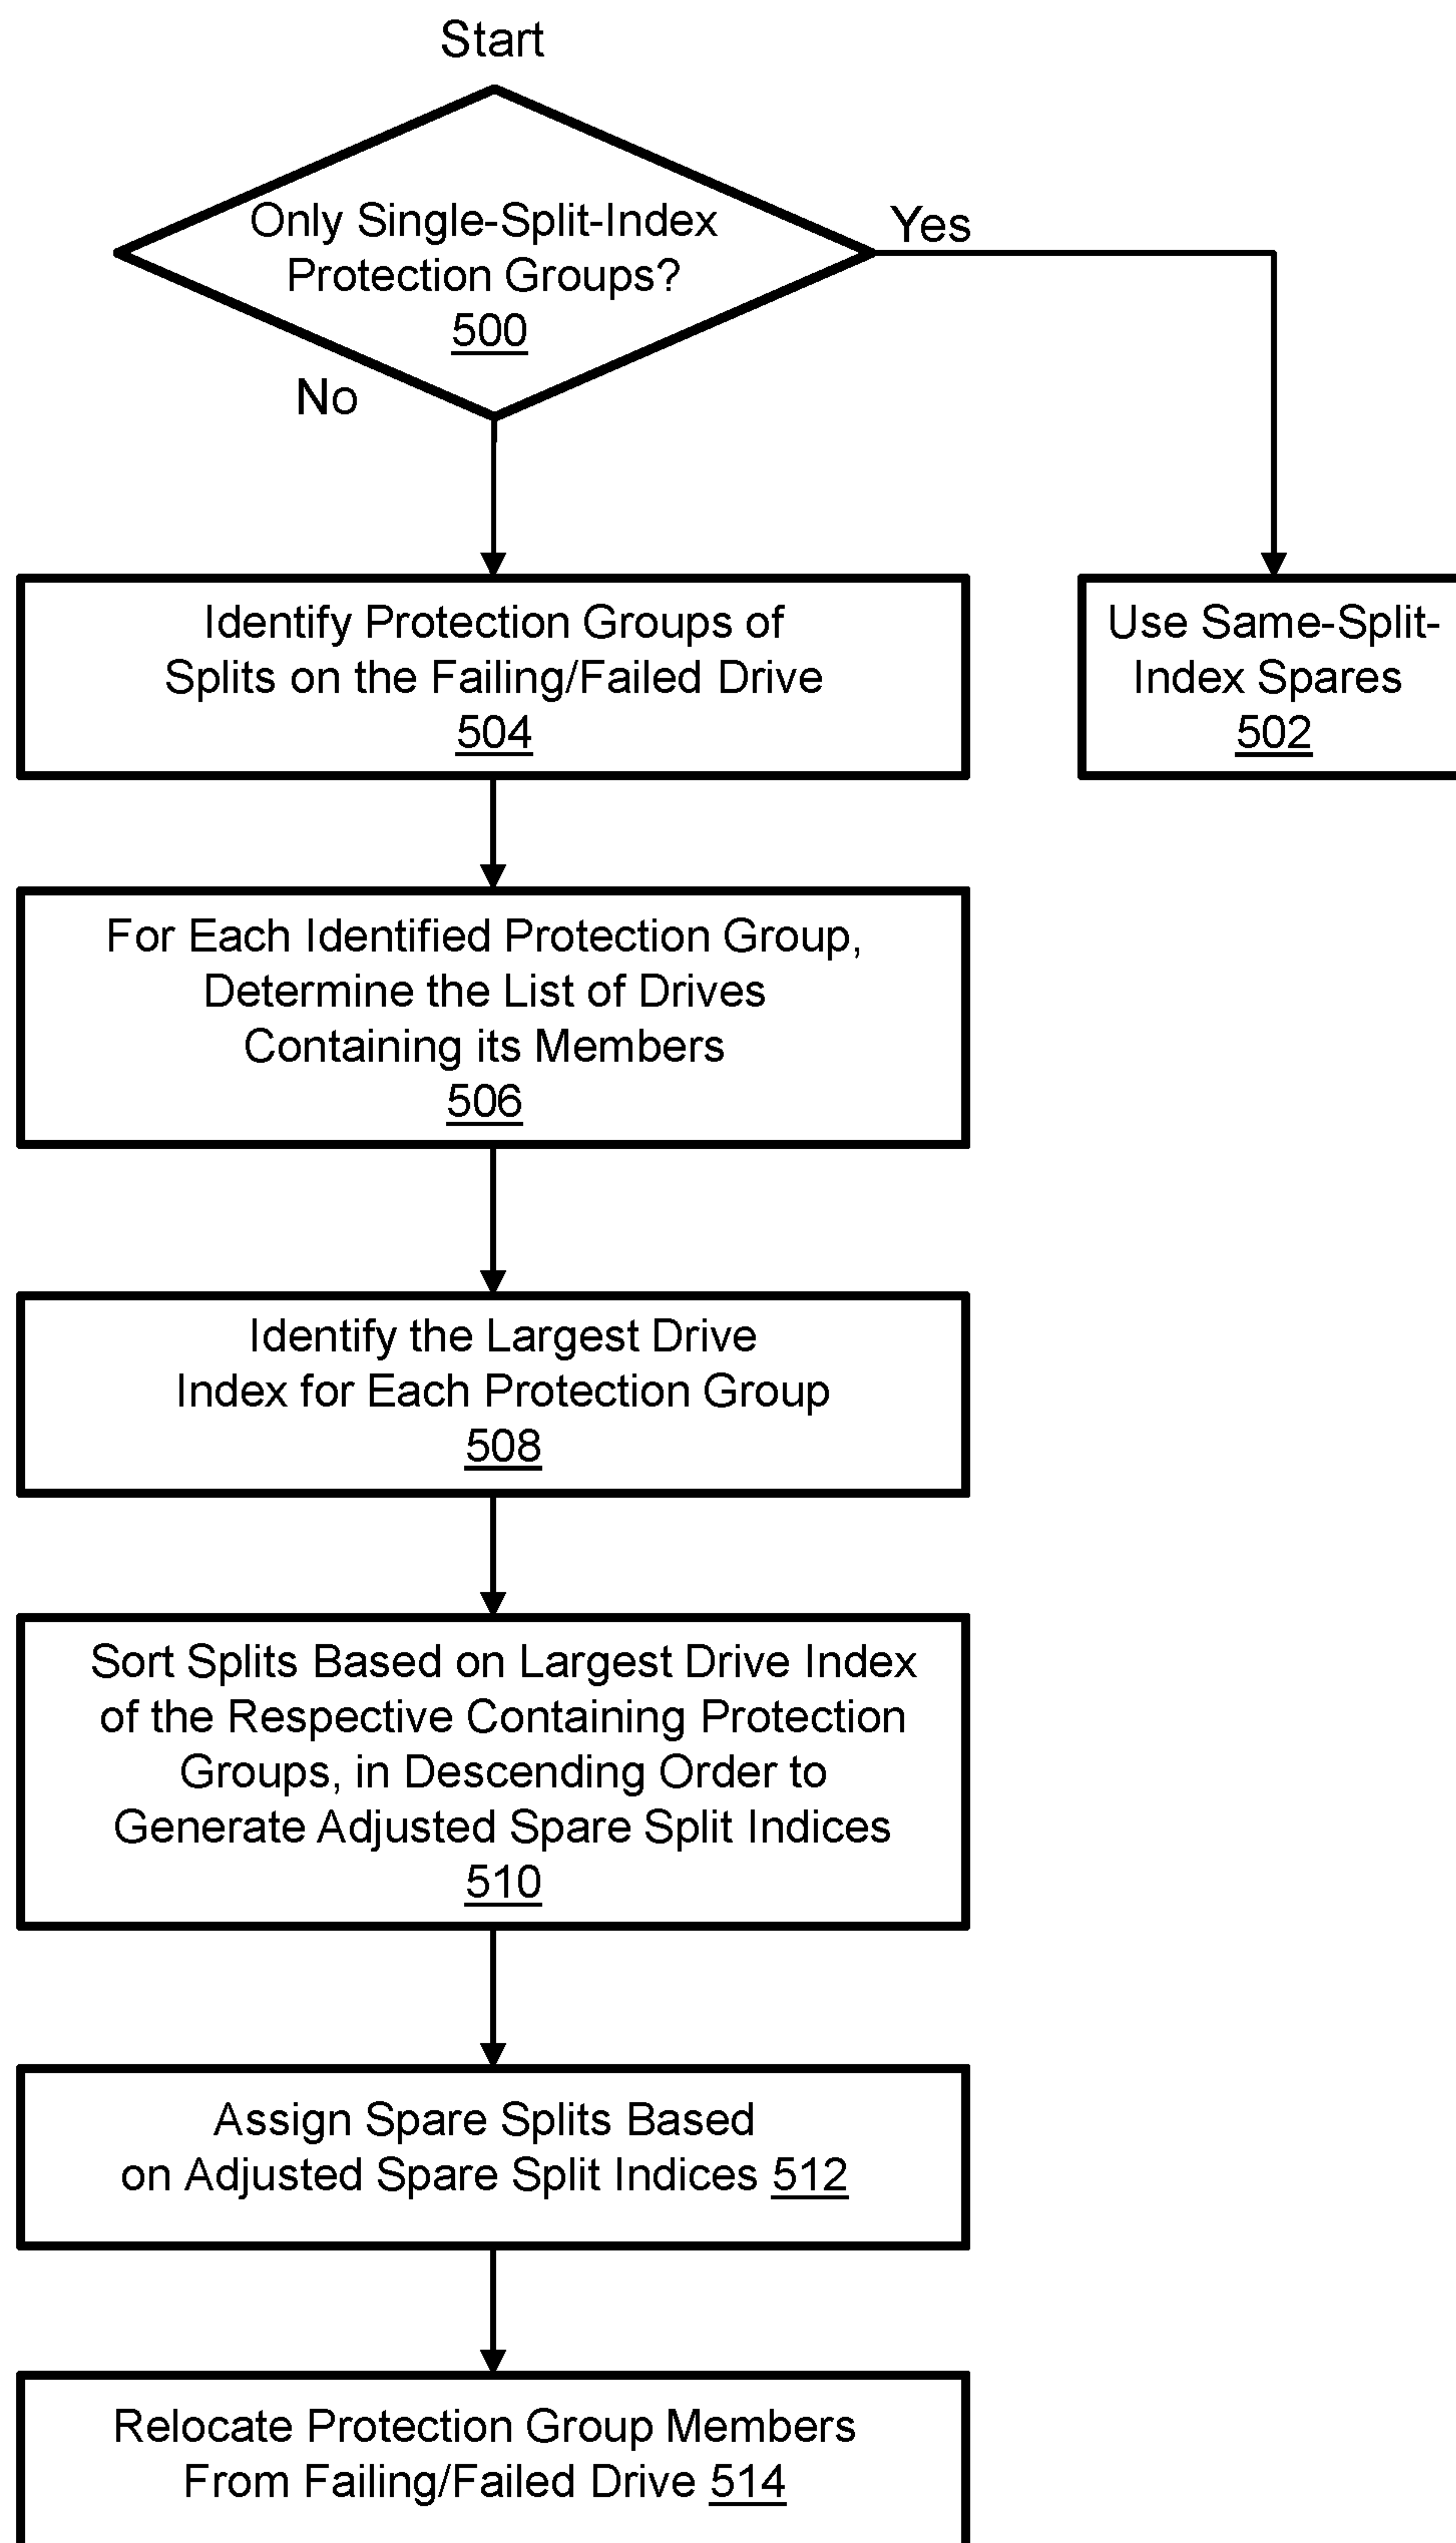 Start
Only Single-Split-Index
Protection Groups?
500
Yes
No
Identify Protection Groups of
Splits on the Failing/Failed Drive
504
Use Same-Split-
Index Spares
502
For Each Identified Protection Group,
Determine the List of Drives
Containing its Members
506
Identify the Largest Drive
Index for Each Protection Group
508
Sort Splits Based on Largest Drive Index
of the Respective Containing Protection
Groups, in Descending Order to
Generate Adjusted Spare Split Indices
510
Assign Spare Splits Based
on Adjusted Spare Split Indices 512
Relocate Protection Group Members
From Failing/Failed Drive 514